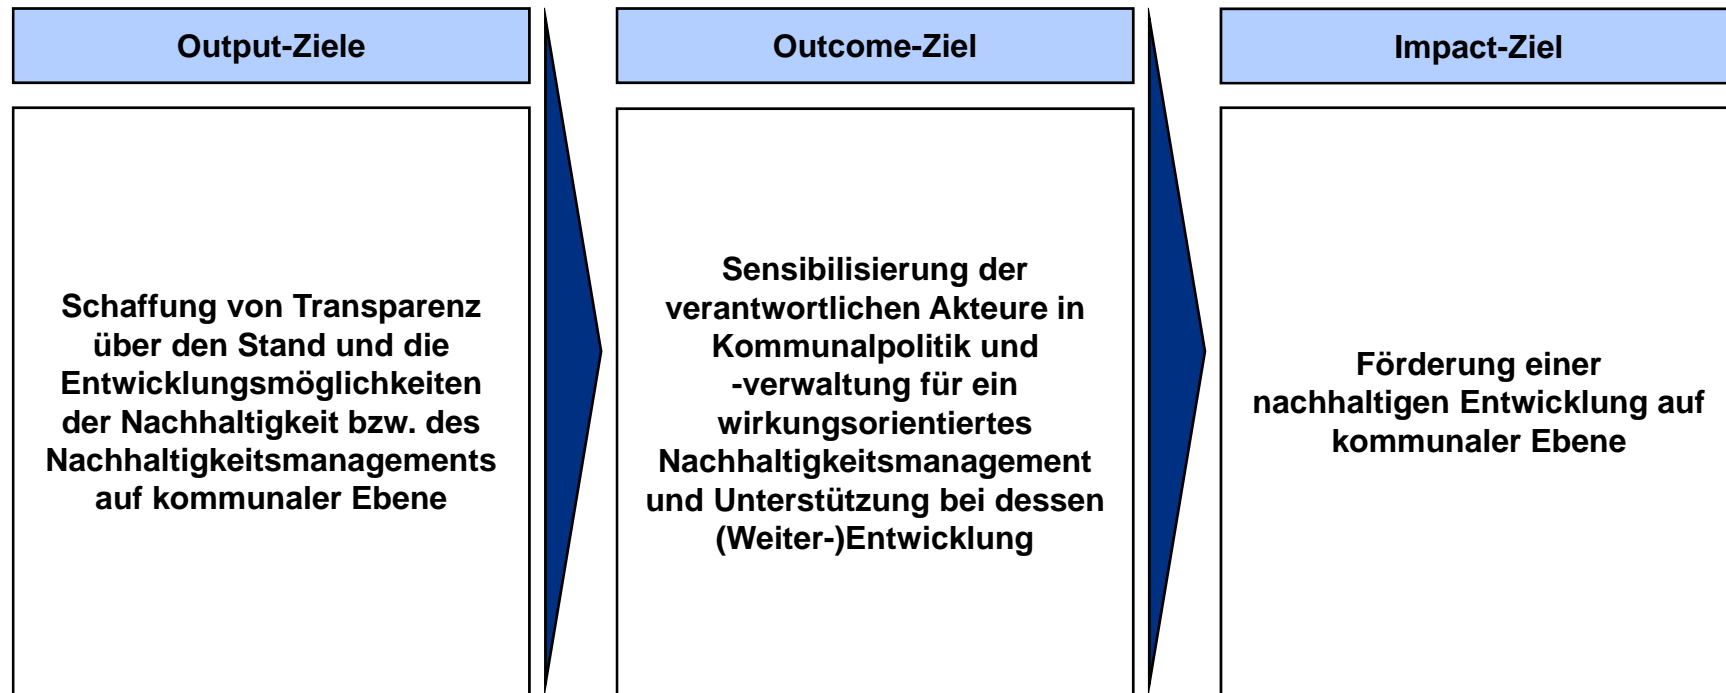 Output-Ziele
Schaffung von Transparenz
über den Stand und die
Entwicklungsmöglichkeiten
der Nachhaltigkeit bzw. des
Nachhaltigkeitsmanagements
auf kommunaler Ebene
Outcome-Ziel
Sensibilisierung der
verantwortlichen Akteure in
Kommunalpolitik und
-verwaltung für ein
wirkungsorientiertes
Nachhaltigkeitsmanagement
und Unterstützung bei dessen
(Weiter-)Entwicklung
Impact-Ziel
Förderung einer
nachhaltigen Entwicklung auf
kommunaler Ebene